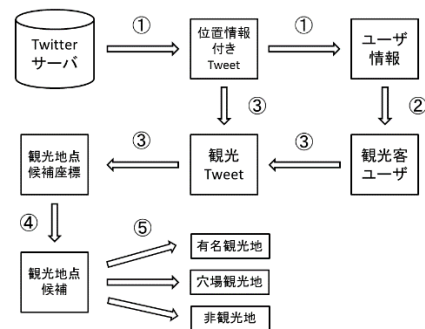 ①
①
Twitter
サーバ
位置情報
付き
Tweet
ユーザ
情報
③
②
③
③
観光地点
候補座標
観光
Tweet
観光客
ユーザ
④
⑤
観光地点
候補
有名観光地
穴場観光地
非観光地